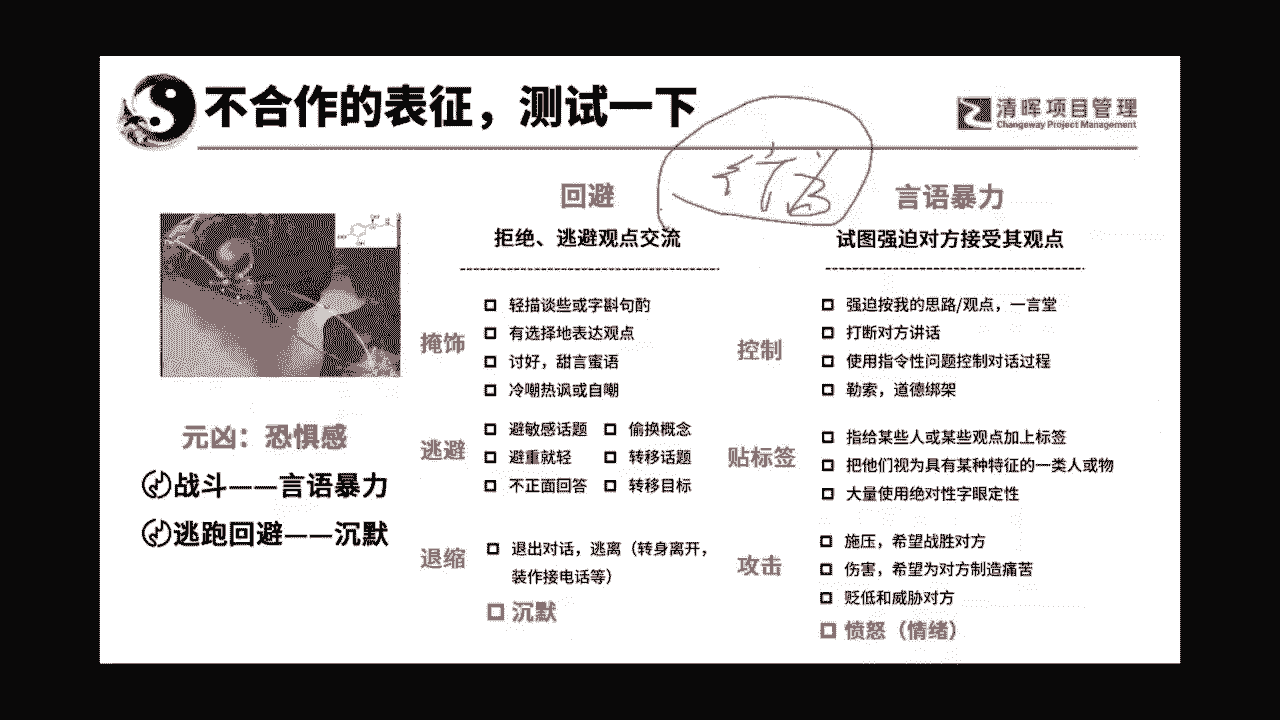 不合作的表征，测试一下
清晖项目管理
Changeway Project Management
元凶：恐惧感
战斗——言语暴力
逃跑回避——沉默
回避
拒绝、逃避观点交流
掩饰
轻描谈些或字斟句酌
有选择地表达观点
讨好，甜言蜜语
冷嘲热讽或自嘲
逃避
避敏感话题 偷换概念
避重就轻 转移话题
不正面回答 转移目标
退缩
退出对话，逃离（转身离开，
装作接电话等）
沉默
言语暴力
试图强迫对方接受其观点
控制
强迫按我的思路/观点，一言堂
打断对方讲话
使用指令性问题控制对话过程
勒索，道德绑架
贴标签
指给某些人或某些观点加上标签
把他们视为具有某种特征的一类人或物
大量使用绝对性字眼定性
攻击
施压，希望战胜对方
伤害，希望为对方制造痛苦
贬低和威胁对方
愤怒（情绪）